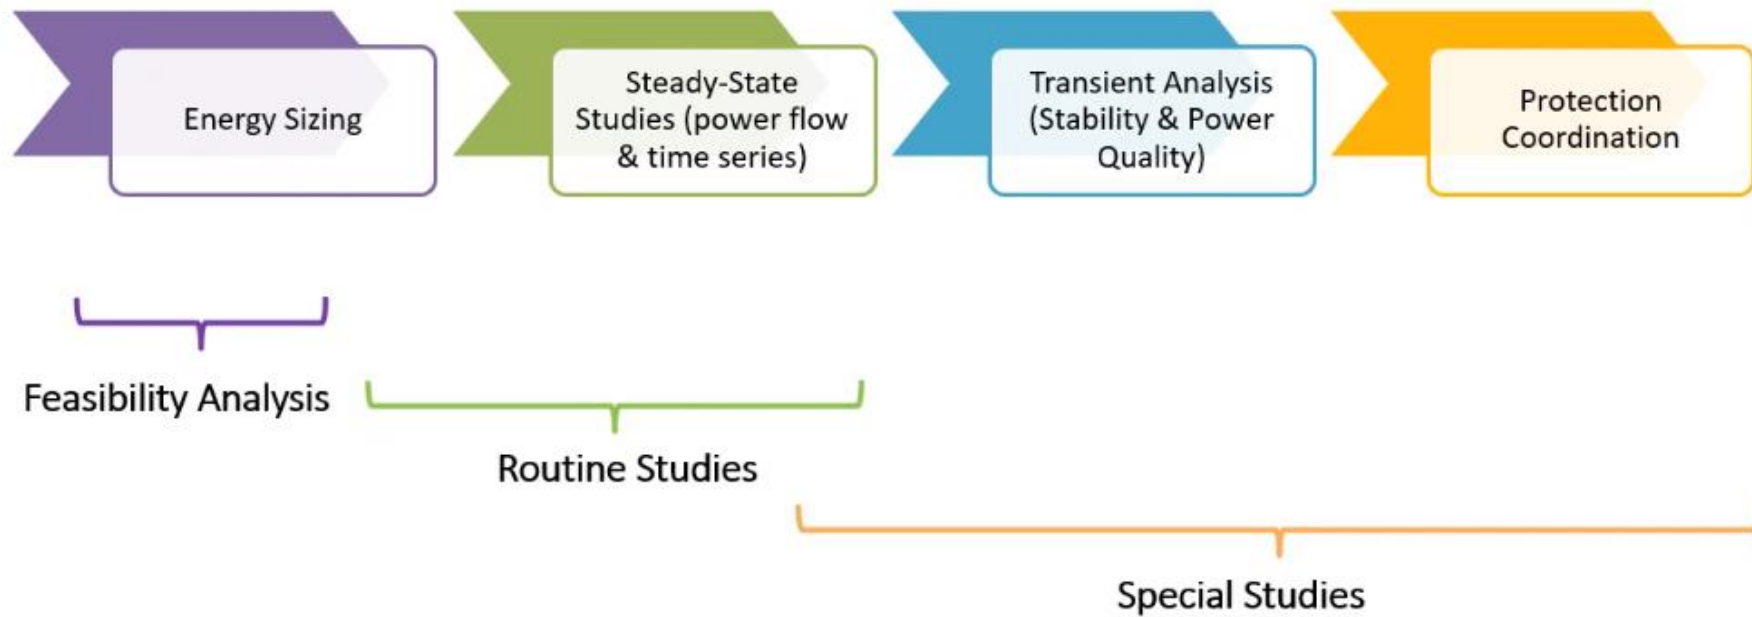 Energy Sizing
Steady-State
Studies (power flow
& time series)
Transient Analysis
(Stability & Power
Quality)
Protection
Coordination
Feasibility Analysis
Routine Studies
Special Studies